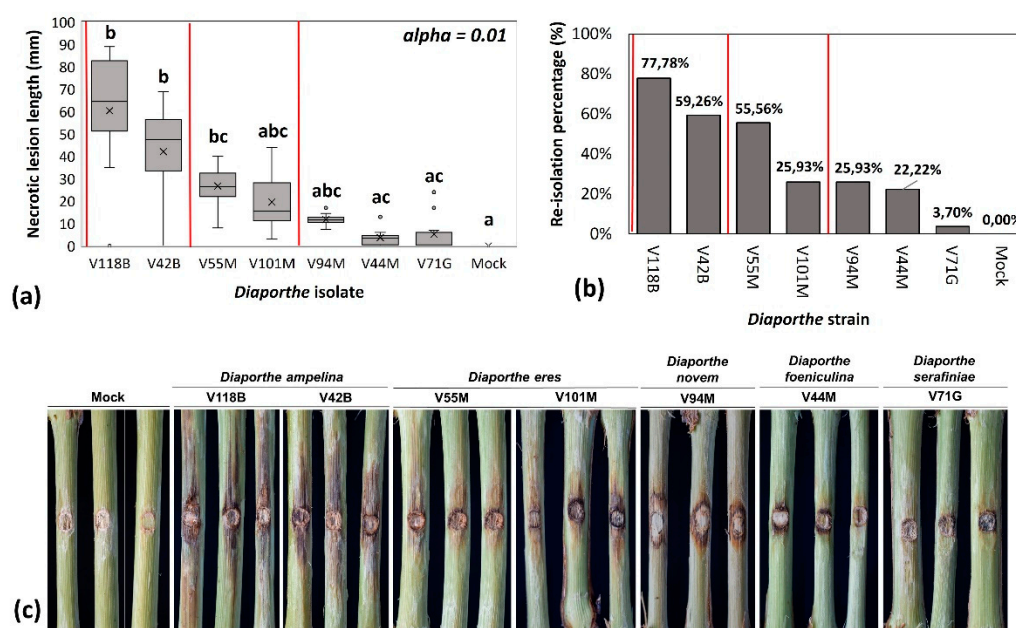 100
90
80
70
60
50
40
30
20
10
0
Necrotic lesion length (mm)
alpha = 0.01
b
b
bc
abc
abc
ac
ac
a
V118B V42B V55M V101M V94M V44M V71G Mock
Diaporthe isolate
(a)
100%
80%
60%
40%
20%
0%
Re-isolation percentage (%)
77,78%
59,26%
55,56%
25,93%
25,93%
22,22%
3,70%
0,00%
V118B V42B V55M V101M V94M V44M V71G Mock
Diaporthe strain
(b)
Mock
Diaporthe ampelina
V118B V42B
Diaporthe eres
V55M V101M
Diaporthe
novem
V94M
Diaporthe
foeniculina
V44M
Diaporthe
serafiniae
V71G
(c)